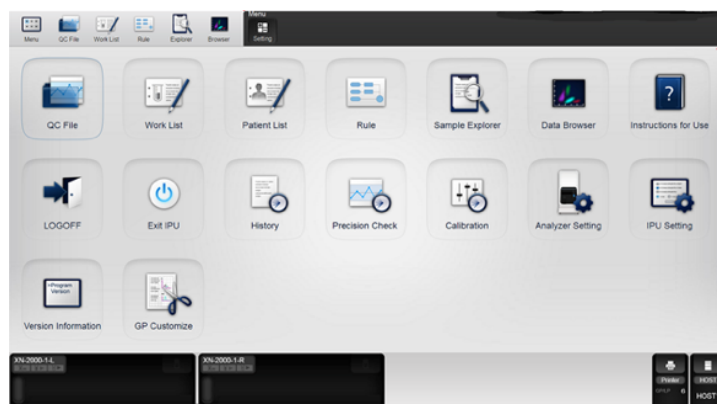 Menu
Menu QC File Work List Rule Explorer Browser Setting
QC File Work List Patient List Rule Sample Explorer Data Browser Instructions for Use
?
LOGOFF Exit IPU History Precision Check Calibration Analyzer Setting IPU Setting
Program
Version
Version Information GP Customize
XN-2000-1-L XN-2000-1-R
Printer HOST
6 HOST